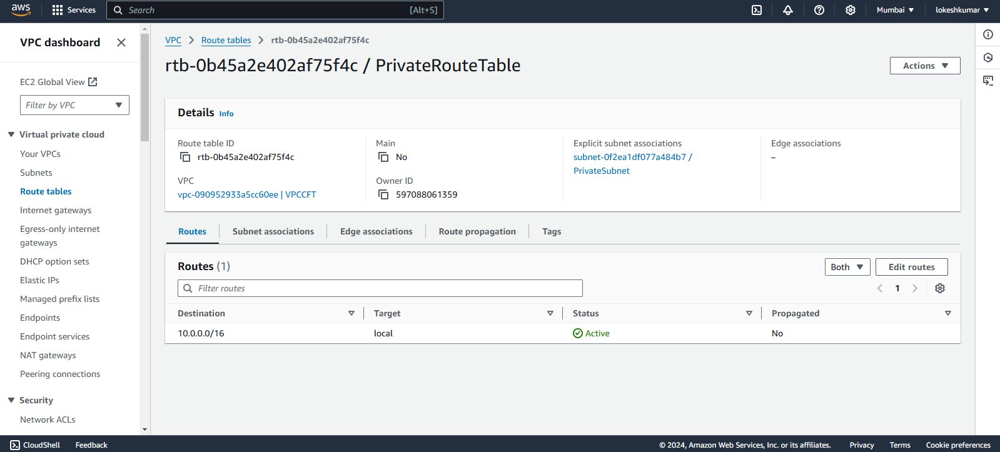 aws
Services
Search
[Alt+S]
Mumbai
lokeshkumar
VPC dashboard
EC2 Global View
Filter by VPC
Virtual private cloud
Your VPCs
Subnets
Route tables
Internet gateways
Egress-only internet
gateways
DHCP option sets
Elastic IPs
Managed prefix lists
Endpoints
Endpoint services
NAT gateways
Peering connections
Security
Network ACLs
VPC > Route tables > rtb-0b45a2e402af75f4c
rtb-0b45a2e402af75f4c / PrivateRouteTable
Actions
Details Info
Route table ID
rtb-0b45a2e402af75f4c
VPC
vpc-090952933a5cc60ee | VPCCFT
Main
No
Owner ID
597088061359
Explicit subnet associations
subnet-0f2ea1df077a484b7 /
PrivateSubnet
Edge associations
–
Routes
Subnet associations
Edge associations
Route propagation
Tags
Routes (1)
Both
Edit routes
Filter routes
1
Destination
Target
Status
Propagated
10.0.0.0/16
local
Active
No
CloudShell
Feedback
© 2024, Amazon Web Services, Inc. or its affiliates.
Privacy
Terms
Cookie preferences